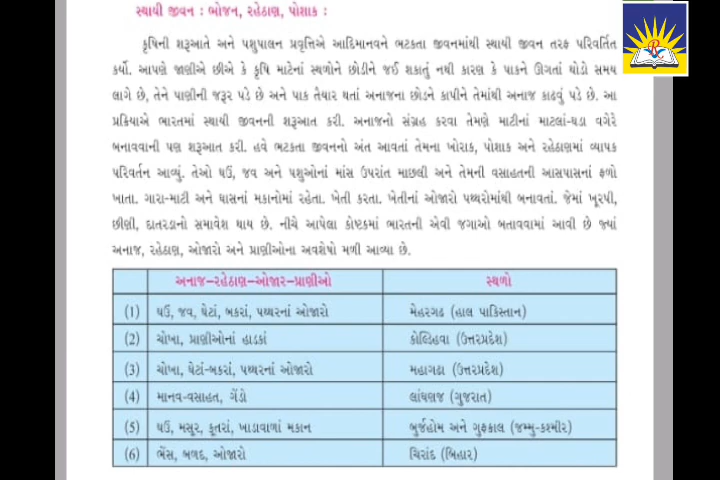 સ્થાયી જીવન : ભોજન, રહેઠાણ, પોશાક :
કૃષિની શરૂઆતે અને પશુપાલન પ્રવૃત્તિએ આદિમાનવને ભટકતા જીવનમાંથી સ્થાયી જીવન તરફ પરિવર્તિત
કર્યો. આપણે જાણીએ છીએ કે કૃષિ માટેનાં સ્થળોને છોડીને જઈ શકાતું નથી કારણ કે પાકને ઊગતાં થોડો સમય
લાગે છે, તેને પાણીની જરૂર પડે છે અને પાક તૈયાર થતાં અનાજના છોડને કાપીને તેમાંથી અનાજ કાઢવું પડે છે. આ
પ્રક્રિયાએ ભારતમાં સ્થાયી જીવનની શરૂઆત કરી. અનાજનો સંગ્રહ કરવા તેમણે માટીનાં માટલાં-ઘડા વગેરે
બનાવવાની પણ શરૂઆત કરી. હવે ભટકતા જીવનનો અંત આવતાં તેમના ખોરાક, પોશાક અને રહેઠાણમાં વ્યાપક
પરિવર્તન આવ્યું. તેઓ ઘઉં, જવ અને પશુઓનાં માંસ ઉપરાંત માછલી અને તેમની વસાહતની આસપાસનાં ફળો
ખાતા. ગારા-માટી અને ઘાસનાં મકાનોમાં રહેતા. ખેતી કરતા. ખેતીનાં ઓજારો પથ્થરોમાંથી બનાવતાં. જેમાં ખૂરપી,
છીણી, દાતરડાનો સમાવેશ થાય છે. નીચે આપેલા કોષ્ટકમાં ભારતની એવી જગાઓ બતાવવામાં આવી છે જ્યાં
અનાજ, રહેઠાણ, ઓજારો અને પ્રાણીઓના અવશેષો મળી આવ્યા છે.
અનાજ–રહેઠાણ–ઓજાર–પ્રાણીઓ સ્થળો
(1) ઘઉં, જવ, ઘેટાં, બકરાં, પથ્થરનાં ઓજારો મેહરગઢ (હાલ પાકિસ્તાન)
(2) ચોખા, પ્રાણીઓનાં હાડકાં કોલ્ડિહવા (ઉત્તરપ્રદેશ)
(3) ચોખા, ઘેટાં-બકરાં, પથ્થરનાં ઓજારો મહાગઢા (ઉત્તરપ્રદેશ)
(4) માનવ-વસાહત, ગેંડો લાંઘણજ (ગુજરાત)
(5) ઘઉં, મસૂર, કૂતરાં, ખાડાવાળાં મકાન બુર્જહોમ અને ગુફકાલ (જમ્મુ-કશ્મીર)
(6) ભેંસ, બળદ, ઓજારો ચિરાંદ (બિહાર)